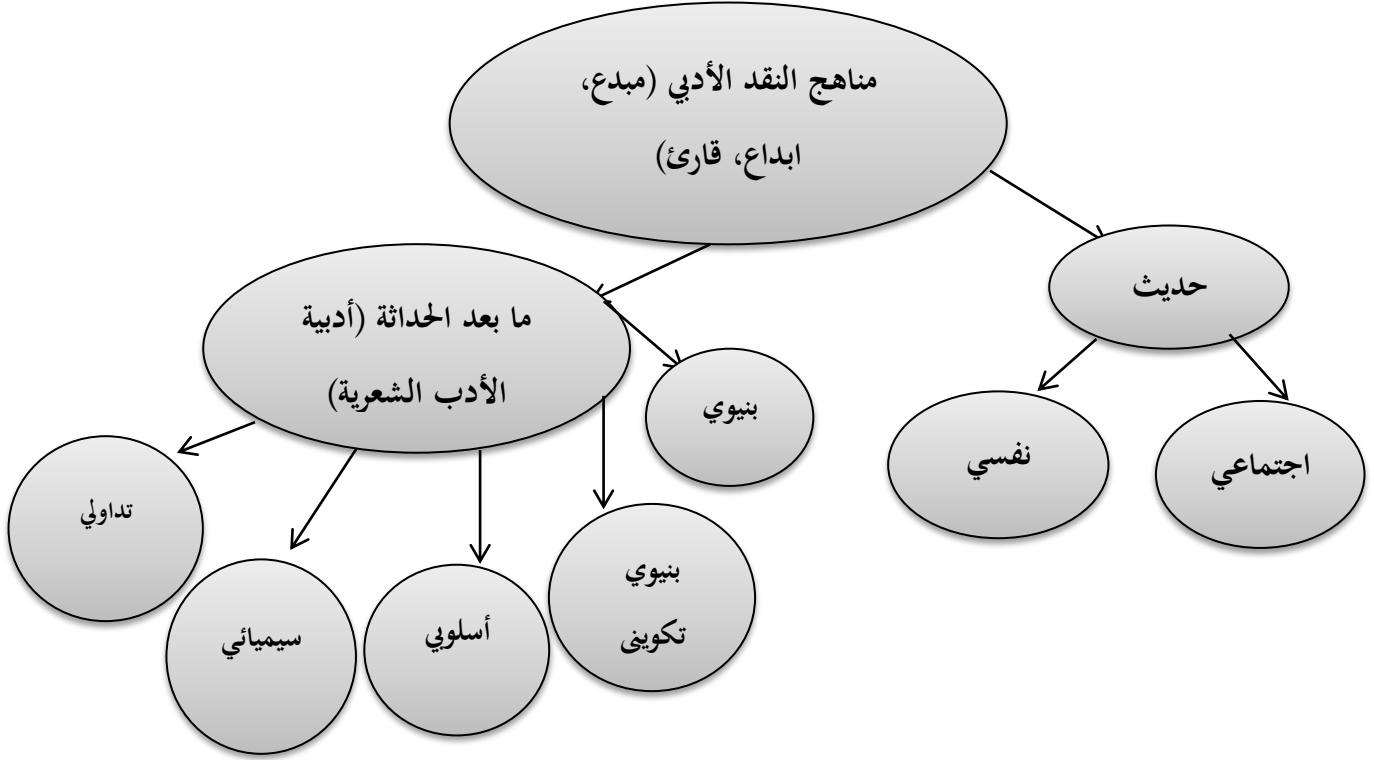 مناهج النقد الأدبي (مبدع،
ابداع، قارئ)
حديث
ما بعد الحداثة (أدبية
الأدب الشعرية)
اجتماعي
نفسي
بنيوي
بنيوي
تكوينى
أسلوبي
سيميائي
تداولي